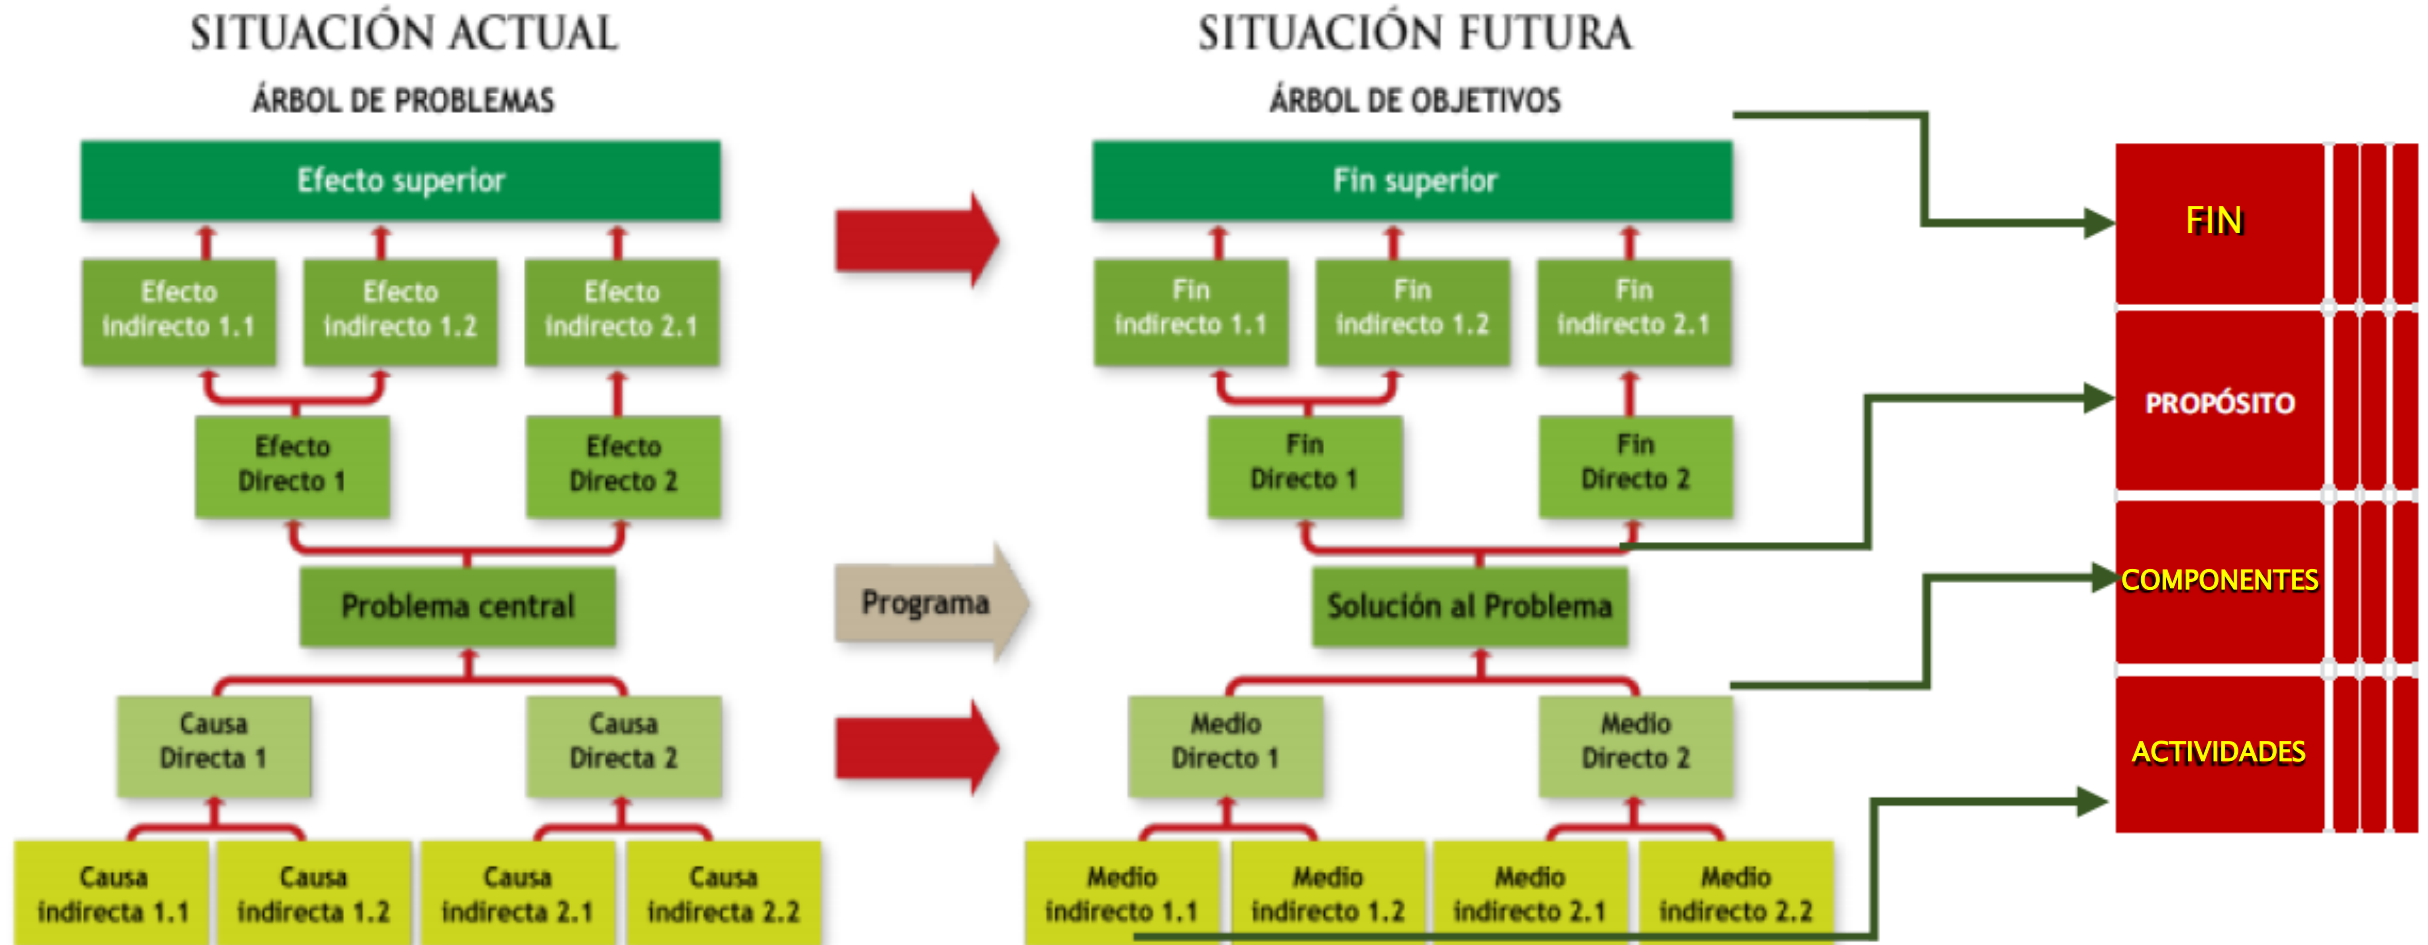 SITUACIÓN ACTUAL
ÁRBOL DE PROBLEMAS
Efecto superior
Efecto
indirecto 1.1
Efecto
indirecto 1.2
Efecto
indirecto 2.1
Efecto
Directo 1
Efecto
Directo 2
Problema central
Causa
Directa 1
Causa
Directa 2
Causa
indirecta 1.1
Causa
indirecta 1.2
Causa
indirecta 2.1
Causa
indirecta 2.2
Programa
SITUACIÓN FUTURA
ÁRBOL DE OBJETIVOS
Fin superior
Fin
indirecto 1.1
Fin
indirecto 1.2
Fin
indirecto 2.1
Fin
Directo 1
Fin
Directo 2
Solución al Problema
Medio
Directo 1
Medio
Directo 2
Medio
indirecto 1.1
Medio
indirecto 1.2
Medio
indirecto 2.1
Medio
indirecto 2.2
FIN
PROPÓSITO
COMPONENTES
ACTIVIDADES